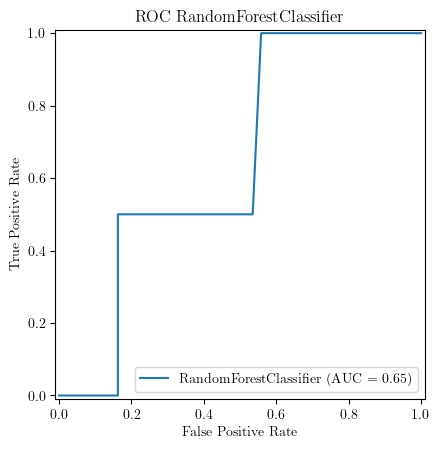 ROC RandomForestClassifier
1.0
0.8
0.6
0.4
0.2
0.0
True Positive Rate
RandomForestClassifier (AUC = 0.65)
0.0 0.2 0.4 0.6 0.8 1.0
False Positive Rate